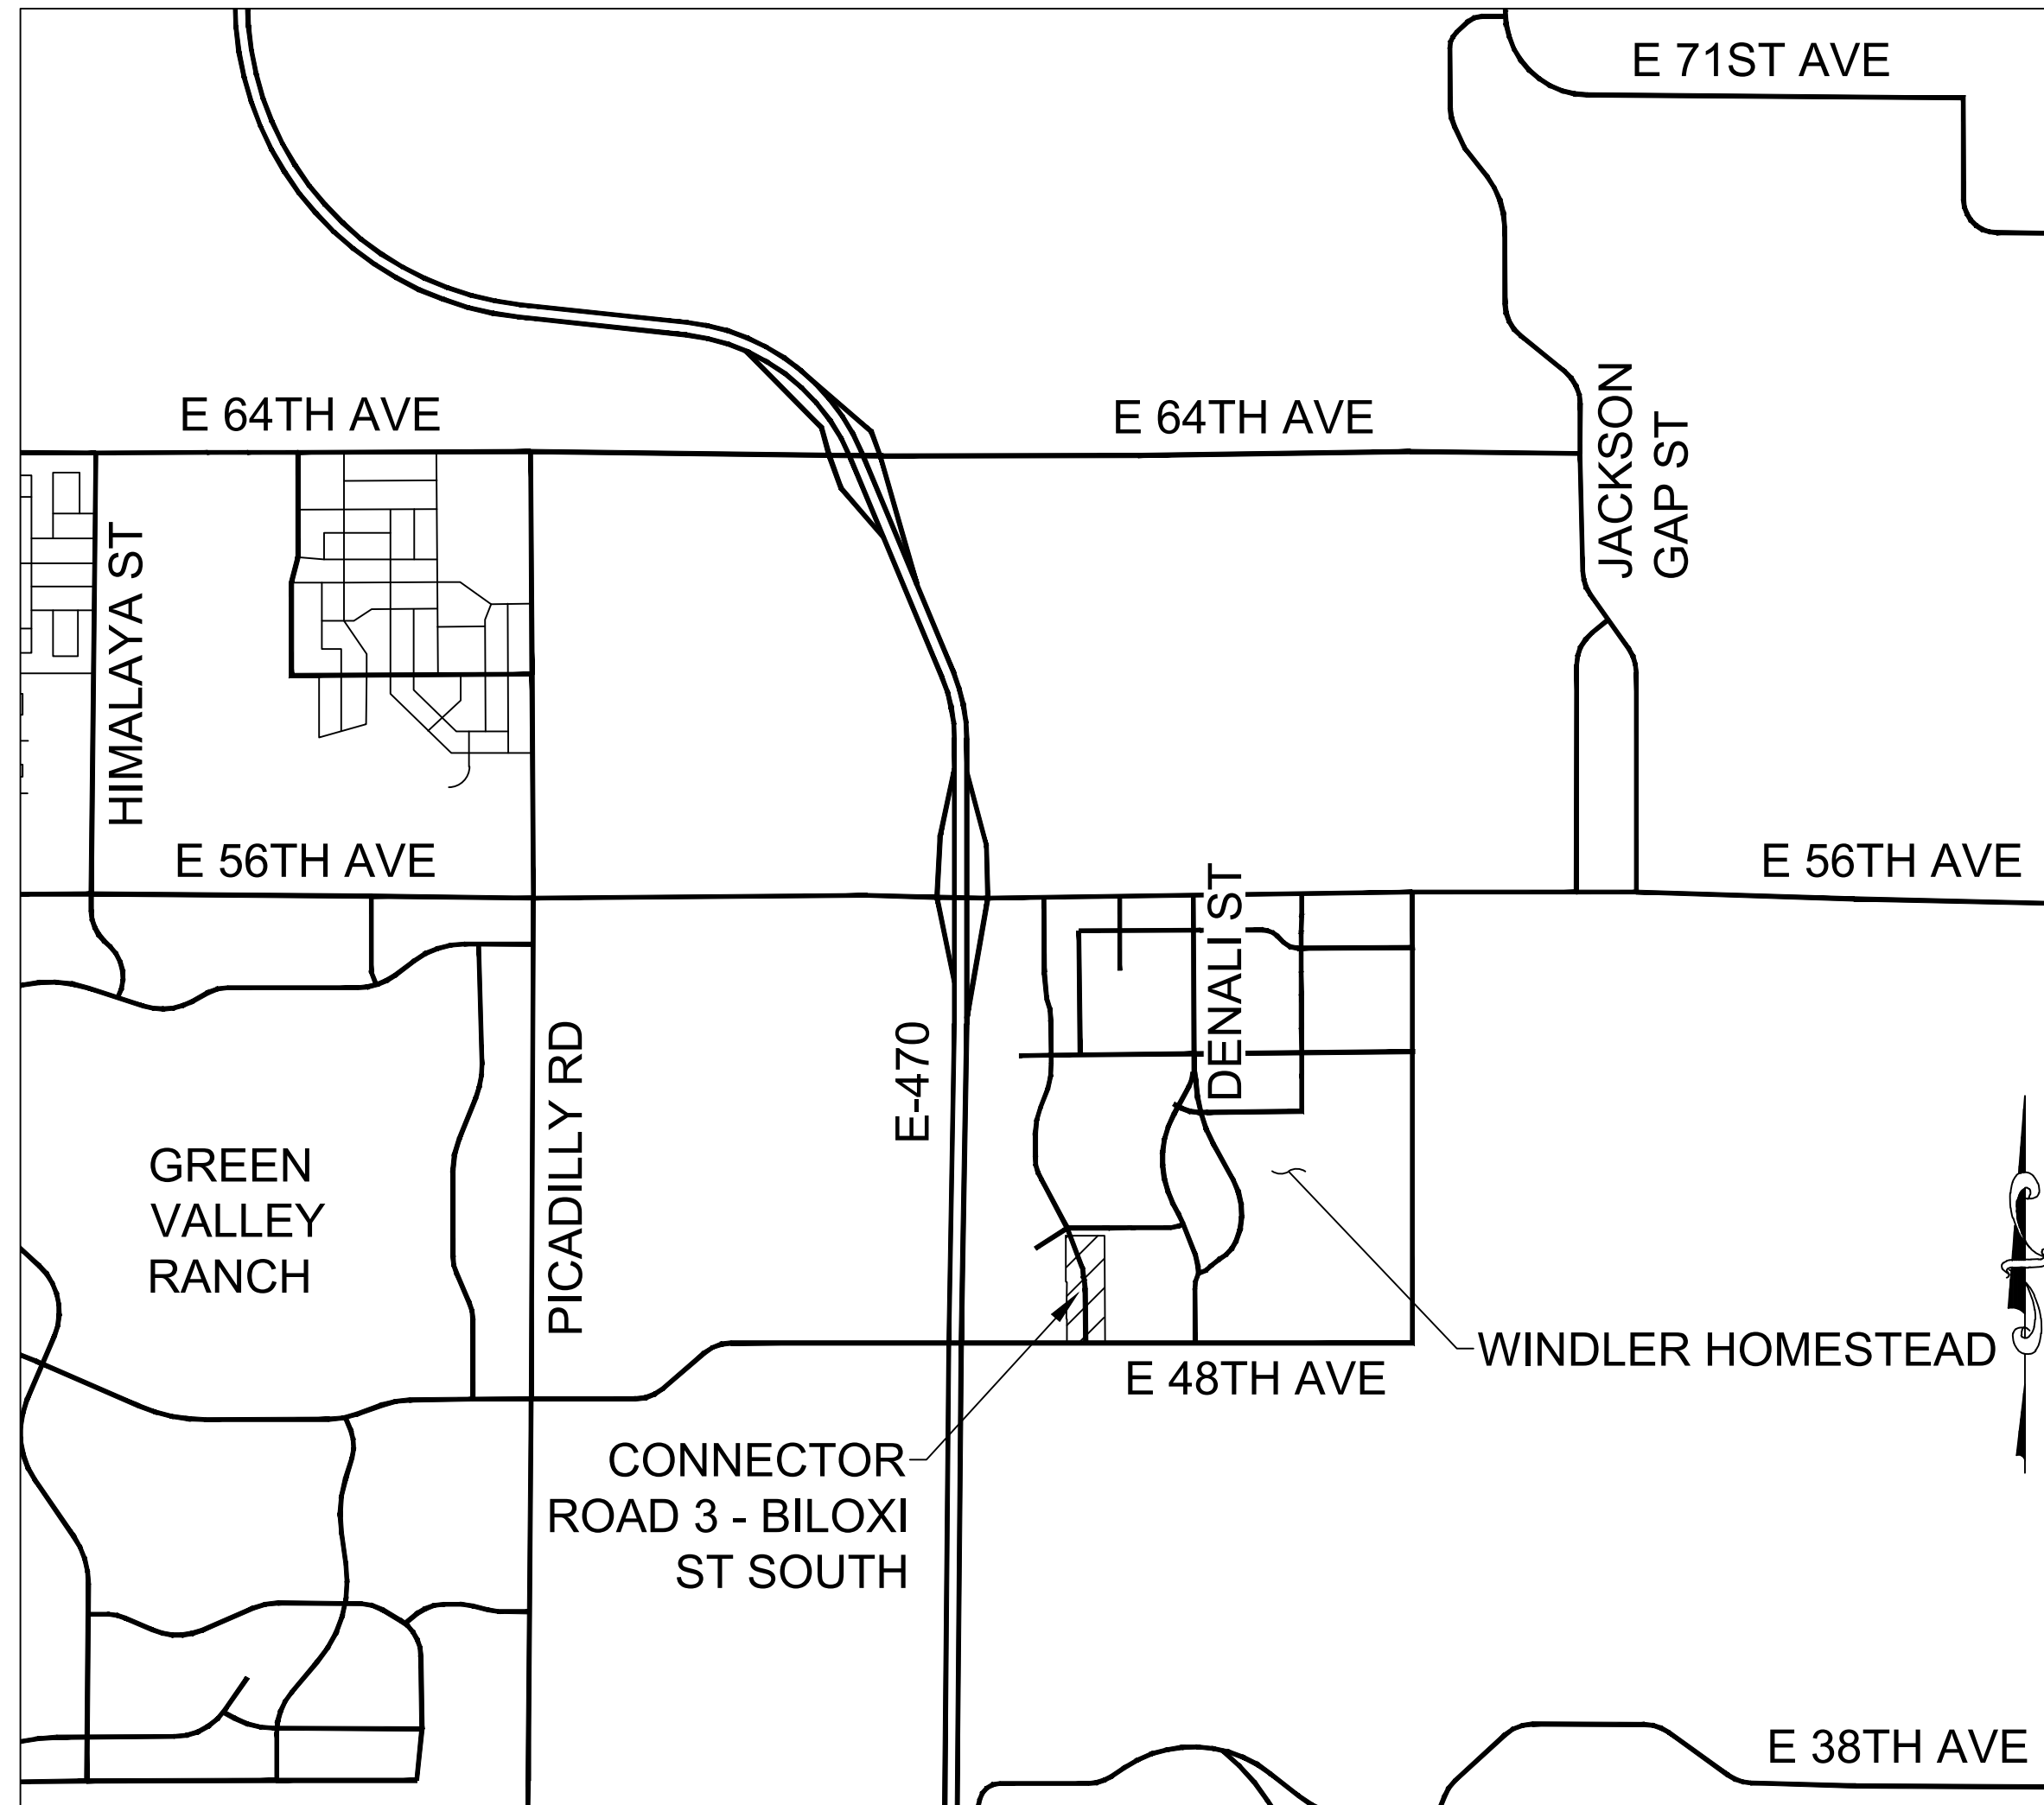 E 71ST AVE
E 64TH AVE
E 64TH AVE
JACKSON
GAP ST
HIMALAYA ST
E 56TH AVE
E 56TH AVE
DENALI ST
PICADILLY RD
E-470
GREEN
VALLEY
RANCH
WINDLER HOMESTEAD
E 48TH AVE
CONNECTOR
ROAD 3 - BILOXI
ST SOUTH
E 38TH AVE